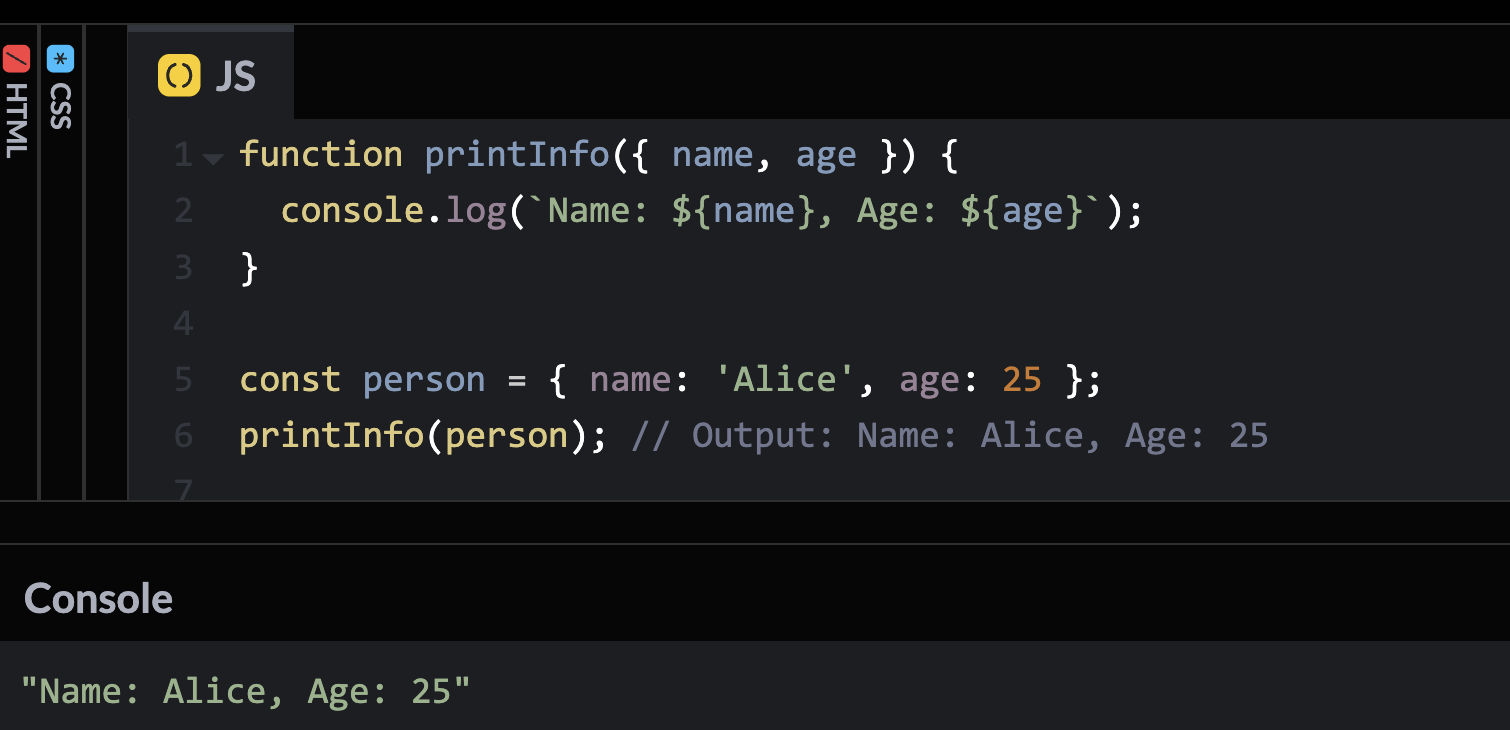 HTML
* CSS
() JS
1 function printInfo({ name, age }) {
2 console.log(`Name: ${name}, Age: ${age}`);
3 }
4
5 const person = { name: 'Alice', age: 25 };
6 printInfo(person); // Output: Name: Alice, Age: 25
7
Console
"Name: Alice, Age: 25"